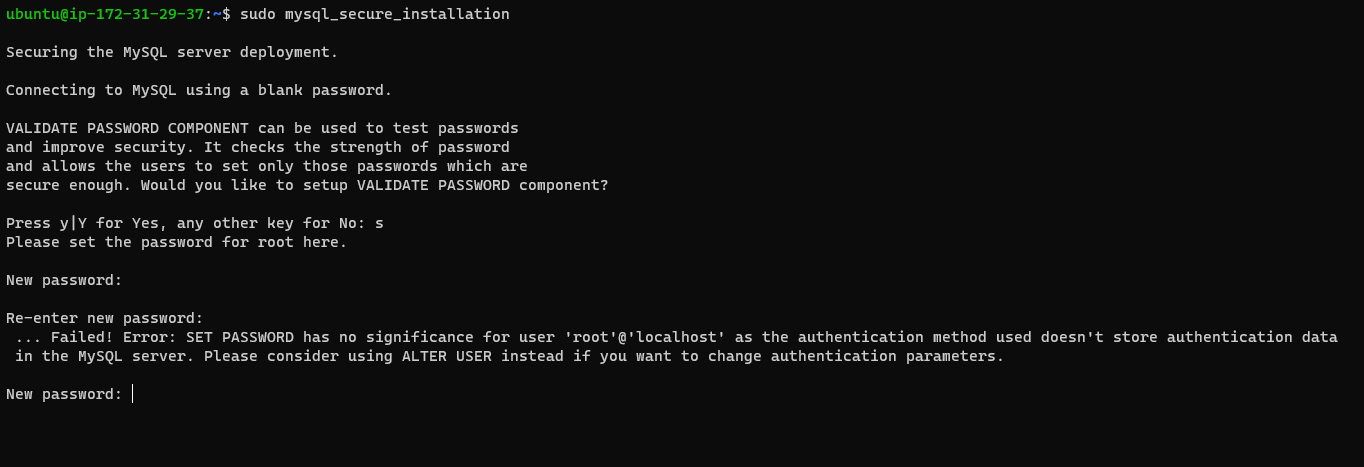 ubuntu@ip-172-31-29-37:~$ sudo mysql_secure_installation
Securing the MySQL server deployment.
Connecting to MySQL using a blank password.
VALIDATE PASSWORD COMPONENT can be used to test passwords
and improve security. It checks the strength of password
and allows the users to set only those passwords which are
secure enough. Would you like to setup VALIDATE PASSWORD component?
Press y|Y for Yes, any other key for No: s
Please set the password for root here.
New password:
Re-enter new password:
... Failed! Error: SET PASSWORD has no significance for user 'root'@'localhost' as the authentication method used doesn't store authentication data
in the MySQL server. Please consider using ALTER USER instead if you want to change authentication parameters.
New password: